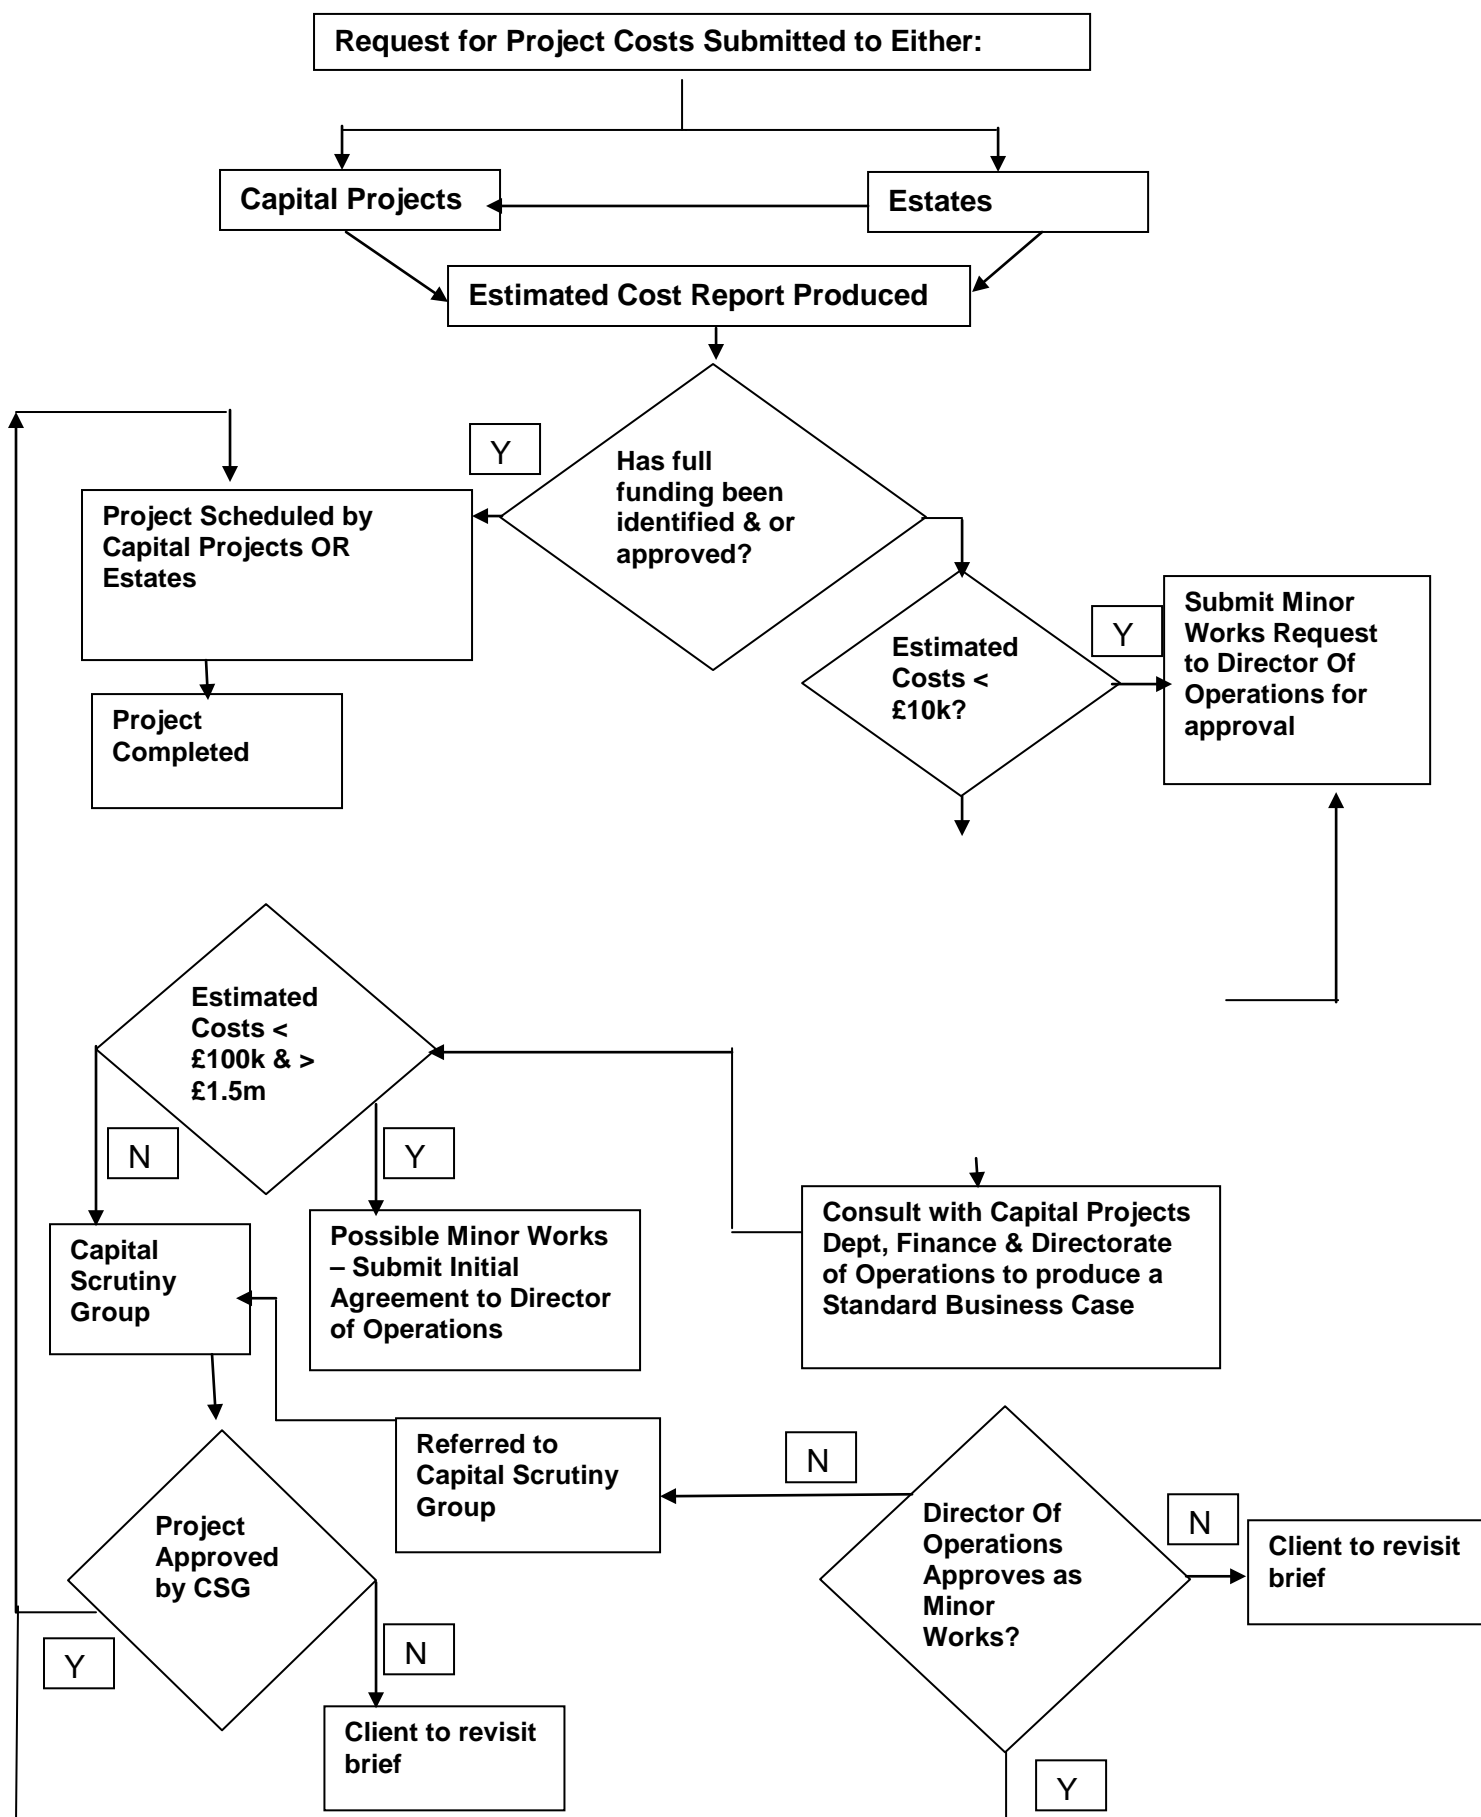 Request for Project Costs Submitted to Either:
Capital Projects
Estates
Estimated Cost Report Produced
Y
Has full
funding been
identified & or
approved?
Project Scheduled by
Capital Projects OR
Estates
Estimated
Costs <
£10k?
Y
Submit Minor
Works Request
to Director Of
Operations for
approval
Project
Completed
Estimated
Costs <
£100k & >
£1.5m
N
Y
Capital
Scrutiny
Group
Possible Minor Works
– Submit Initial
Agreement to Director
of Operations
Consult with Capital Projects
Dept, Finance & Directorate
of Operations to produce a
Standard Business Case
Referred to
Capital Scrutiny
Group
N
Director Of
Operations
Approves as
Minor
Works?
N
Client to revisit
brief
Project
Approved
by CSG
Y
N
Client to revisit
brief
Y